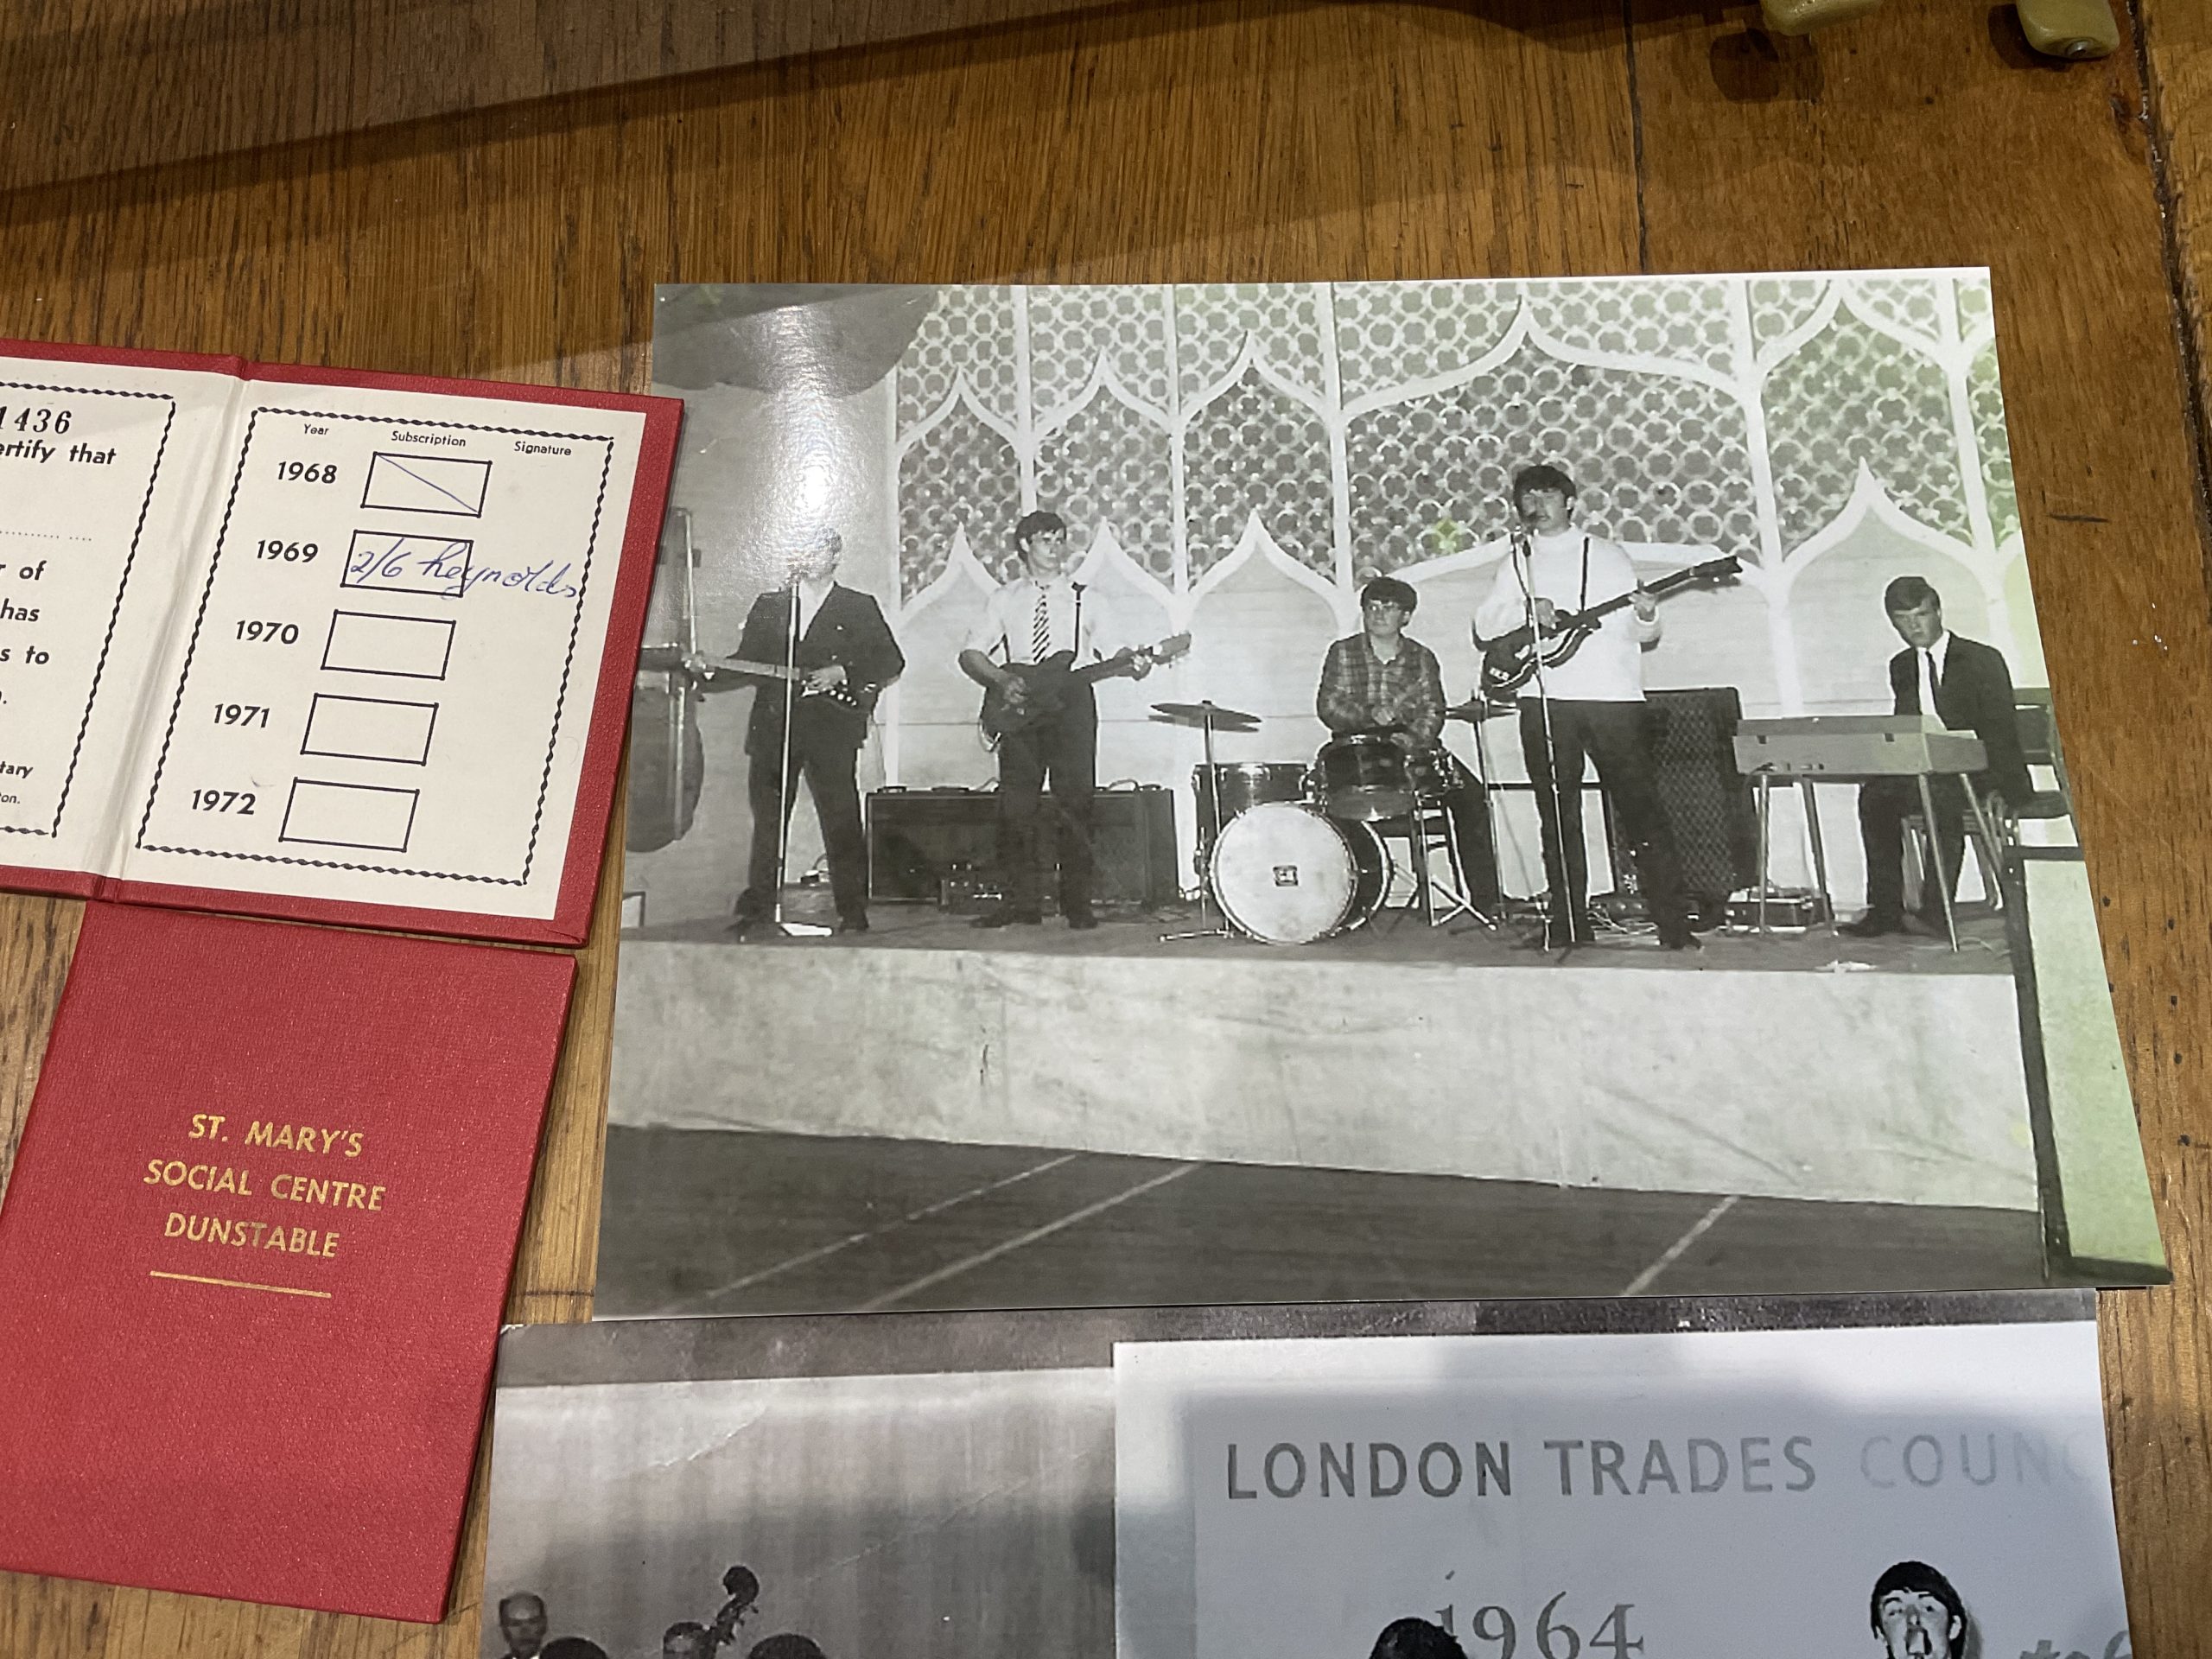 1436
ertify that
r of
has
s to
tary
on.
Year Subscription Signature
1968
1969 2/6 Reynolds
1970
1971
1972
ST. MARY'S
SOCIAL CENTRE
DUNSTABLE
LONDON TRADES COUNC
1964